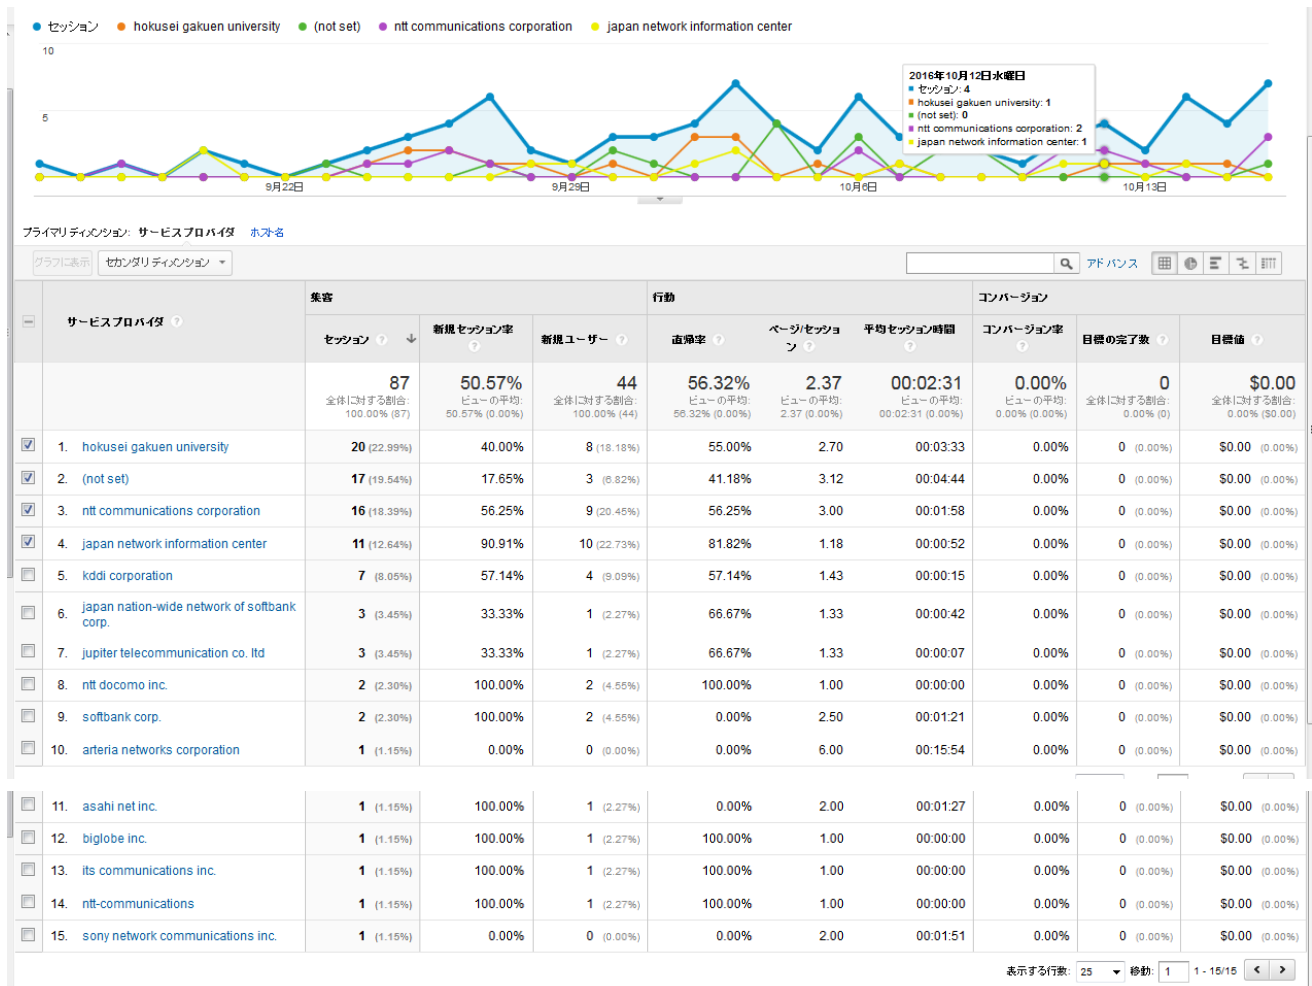 セッション hokusei gakuen university (not set) ntt communications corporation japan network information center
10
5
2016年10月12日水曜日
セッション: 4
hokusei gakuen university: 1
(not set): 0
ntt communications corporation: 2
japan network information center: 1
9月22日 9月29日 10月6日 10月13日
プライマリ ディメンション: サービス プロバイダ ホスト名
グラフに表示 セカンダリ ディメンション アドバンス
サービス プロバイダ ? 集客 行動 コンバージョン
セッション ? 新規セッション率 ? 新規ユーザー ? 直帰率 ? ページ/セッション ? 平均セッション時間 ? コンバージョン率 ? 目標の完了数 ? 目標値 ?
87 50.57% 44 56.32% 2.37 00:02:31 0.00% 0 $0.00
全体に対する割合: ビューの平均: 全体に対する割合: ビューの平均: ビューの平均: ビューの平均: ビューの平均: 全体に対する割合: 全体に対する割合:
100.00% (87) 50.57% (0.00%) 100.00% (44) 56.32% (0.00%) 2.37 (0.00%) 00:02:31 (0.00%) 0.00% (0.00%) 0.00% (0) 0.00% ($0.00)
1. hokusei gakuen university 20 (22.99%) 40.00% 8 (18.18%) 55.00% 2.70 00:03:33 0.00% 0 (0.00%) $0.00 (0.00%)
2. (not set) 17 (19.54%) 17.65% 3 (6.82%) 41.18% 3.12 00:04:44 0.00% 0 (0.00%) $0.00 (0.00%)
3. ntt communications corporation 16 (18.39%) 56.25% 9 (20.45%) 56.25% 3.00 00:01:58 0.00% 0 (0.00%) $0.00 (0.00%)
4. japan network information center 11 (12.64%) 90.91% 10 (22.73%) 81.82% 1.18 00:00:52 0.00% 0 (0.00%) $0.00 (0.00%)
5. kddi corporation 7 (8.05%) 57.14% 4 (9.09%) 57.14% 1.43 00:00:15 0.00% 0 (0.00%) $0.00 (0.00%)
6. japan nation-wide network of softbank corp. 3 (3.45%) 33.33% 1 (2.27%) 66.67% 1.33 00:00:42 0.00% 0 (0.00%) $0.00 (0.00%)
7. jupiter telecommunication co. ltd 3 (3.45%) 33.33% 1 (2.27%) 66.67% 1.33 00:00:07 0.00% 0 (0.00%) $0.00 (0.00%)
8. ntt docomo inc. 2 (2.30%) 100.00% 2 (4.55%) 100.00% 1.00 00:00:00 0.00% 0 (0.00%) $0.00 (0.00%)
9. softbank corp. 2 (2.30%) 100.00% 2 (4.55%) 0.00% 2.50 00:01:21 0.00% 0 (0.00%) $0.00 (0.00%)
10. arteria networks corporation 1 (1.15%) 0.00% 0 (0.00%) 0.00% 6.00 00:15:54 0.00% 0 (0.00%) $0.00 (0.00%)
11. asahi net inc. 1 (1.15%) 100.00% 1 (2.27%) 0.00% 2.00 00:01:27 0.00% 0 (0.00%) $0.00 (0.00%)
12. biglobe inc. 1 (1.15%) 100.00% 1 (2.27%) 100.00% 1.00 00:00:00 0.00% 0 (0.00%) $0.00 (0.00%)
13. its communications inc. 1 (1.15%) 100.00% 1 (2.27%) 100.00% 1.00 00:00:00 0.00% 0 (0.00%) $0.00 (0.00%)
14. ntt-communications 1 (1.15%) 100.00% 1 (2.27%) 100.00% 1.00 00:00:00 0.00% 0 (0.00%) $0.00 (0.00%)
15. sony network communications inc. 1 (1.15%) 0.00% 0 (0.00%) 0.00% 2.00 00:01:51 0.00% 0 (0.00%) $0.00 (0.00%)
表示する行数: 25 移動: 1 1 - 15/15